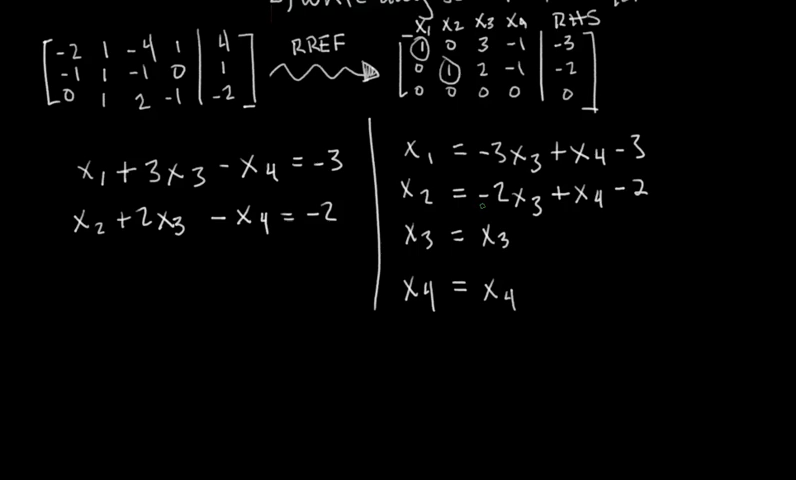 x₁ x₂ x₃ x₄ RHS
[ -2 1 -4 1 | 4 ] RREF [ 1 0 3 -1 | -3 ]
[ -1 1 -1 0 | 1 ] [ 0 1 2 -1 | -2 ]
[ 0 1 2 -1 | -2 ] [ 0 0 0 0 | 0 ]
x₁ + 3x₃ - x₄ = -3
x₂ + 2x₃ - x₄ = -2
x₁ = -3x₃ + x₄ - 3
x₂ = -2x₃ + x₄ - 2
x₃ = x₃
x₄ = x₄